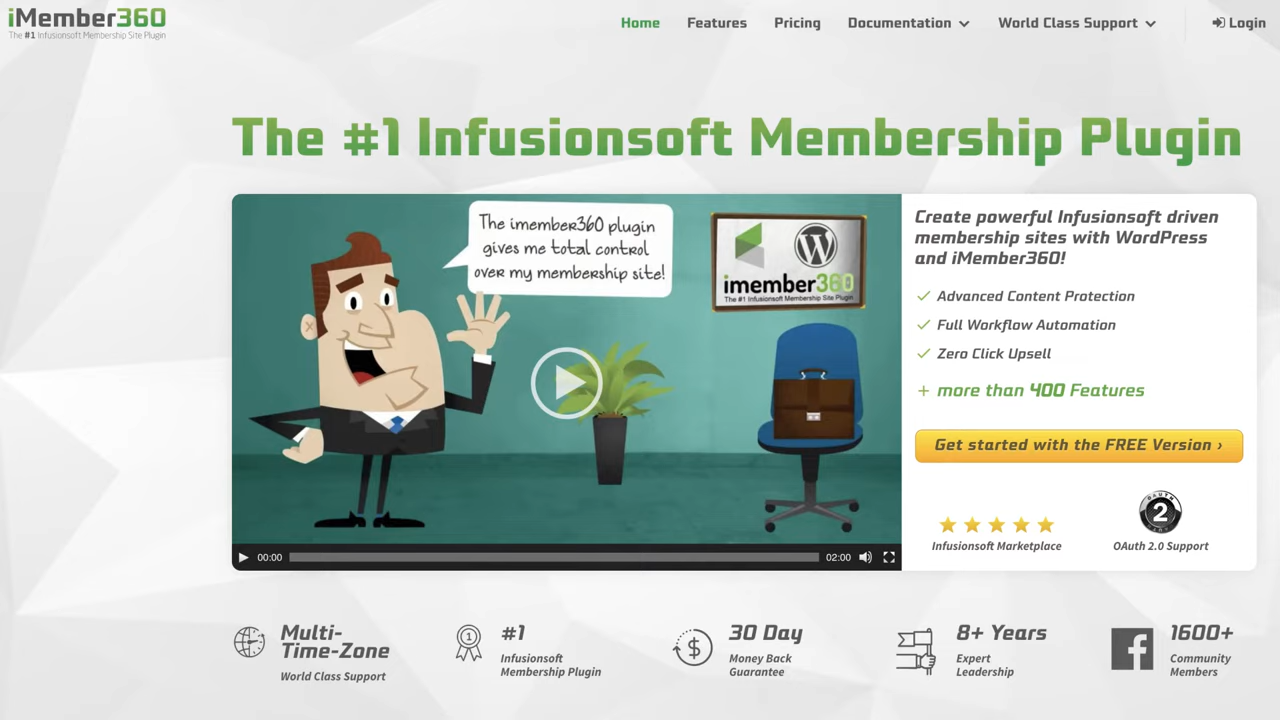 iMember360
The #1 Infusionsoft Membership Site Plugin
Home
Features
Pricing
Documentation
World Class Support
Login
The #1 Infusionsoft Membership Plugin
The imember360 plugin
gives me total control
over my membership site!
imember360
The #1 Infusionsoft Membership Site Plugin
00:00
02:00
Create powerful Infusionsoft driven
membership sites with WordPress
and iMember360!
Advanced Content Protection
Full Workflow Automation
Zero Click Upsell
+ more than 400 Features
Get started with the FREE Version ›
Infusionsoft Marketplace
OAUTH
2
OAuth 2.0 Support
Multi-
Time-Zone
World Class Support
1
#1
Infusionsoft
Membership Plugin
$
30 Day
Money Back
Guarantee
8+ Years
Expert
Leadership
f
1600+
Community
Members